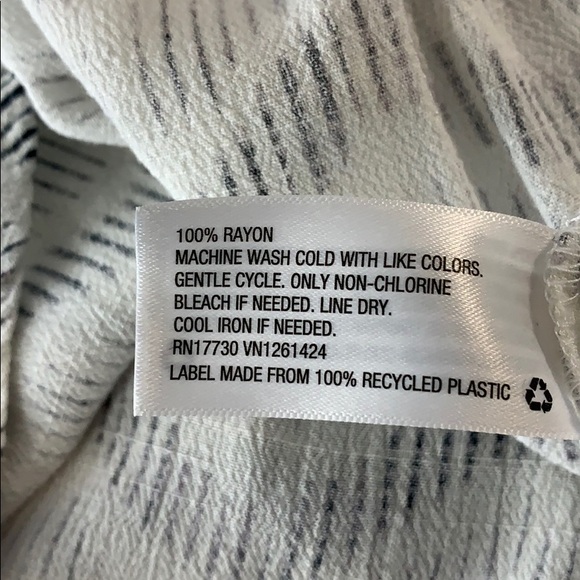 100% RAYON
MACHINE WASH COLD WITH LIKE COLORS.
GENTLE CYCLE. ONLY NON-CHLORINE
BLEACH IF NEEDED. LINE DRY.
COOL IRON IF NEEDED.
RN17730 VN1261424
LABEL MADE FROM 100% RECYCLED PLASTIC